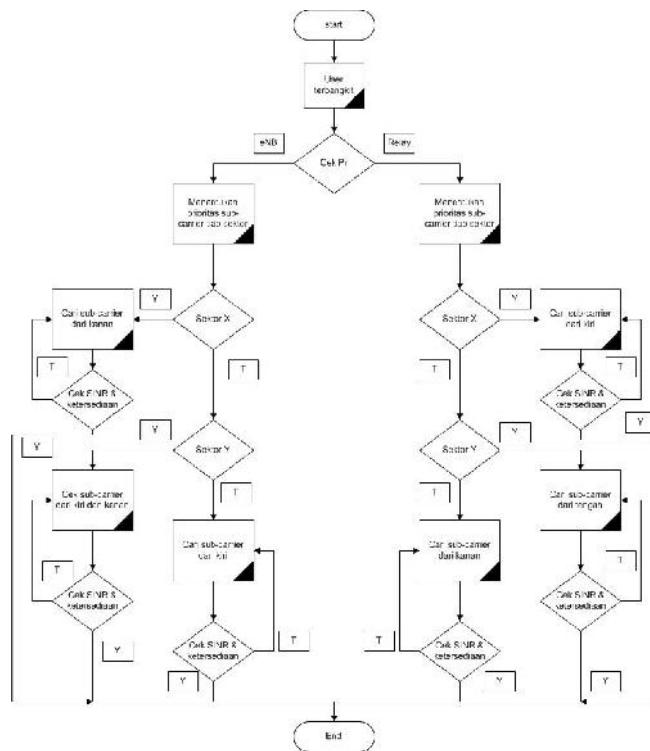 start
User
terbangkit
eNB
Relay
Cek Pr
Menentukan
prioritas sub-
carrier tiap sektor
Menentukan
prioritas sub-
carrier tiap sektor
Y
Y
Cari sub-carrier
dari kanan
Sektor X
Sektor X
Cari sub-carrier
dari kiri
T
T
T
T
Cek SINR &
ketersediaan
Cek SINR &
ketersediaan
Y
Y
Y
Y
Sektor Y
Sektor Y
Cek sub-carrier
dari kiri dan kanan
T
T
Cari sub-carrier
dari tengah
Cari sub-carrier
dari kiri
Cari sub-carrier
dari kanan
T
T
Cek SINR &
ketersediaan
Cek SINR &
ketersediaan
T
T
Cek SINR &
ketersediaan
Cek SINR &
ketersediaan
Y
Y
Y
Y
End